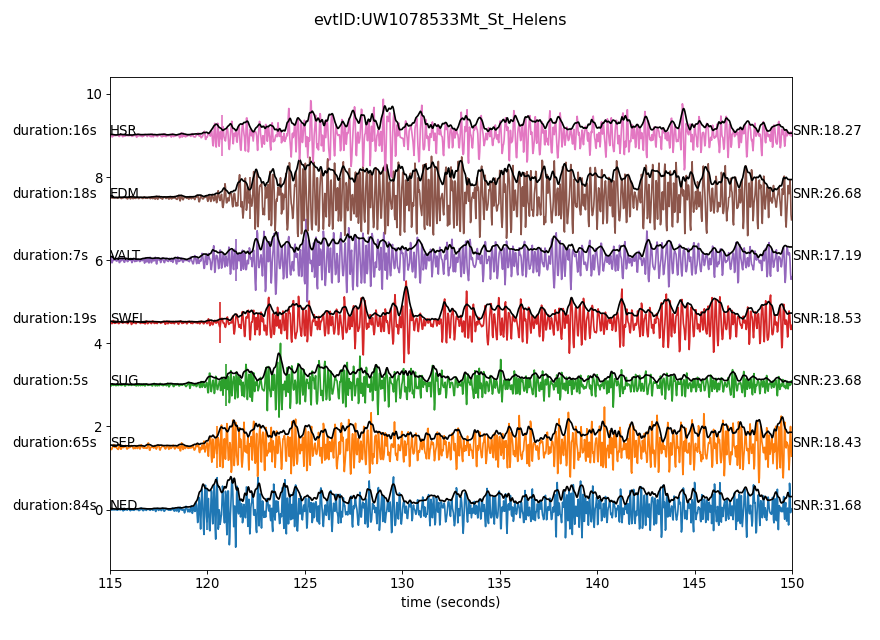 evtID:UW1078533Mt_St_Helens
10
duration:16s HSR SNR:18.27
8
duration:18s EDM SNR:26.68
duration:7s VALT SNR:17.19
6
duration:19s SWFL SNR:18.53
4
duration:5s SUG SNR:23.68
2
duration:65s SEP SNR:18.43
duration:84s NED SNR:31.68
0
115 120 125 130 135 140 145 150
time (seconds)